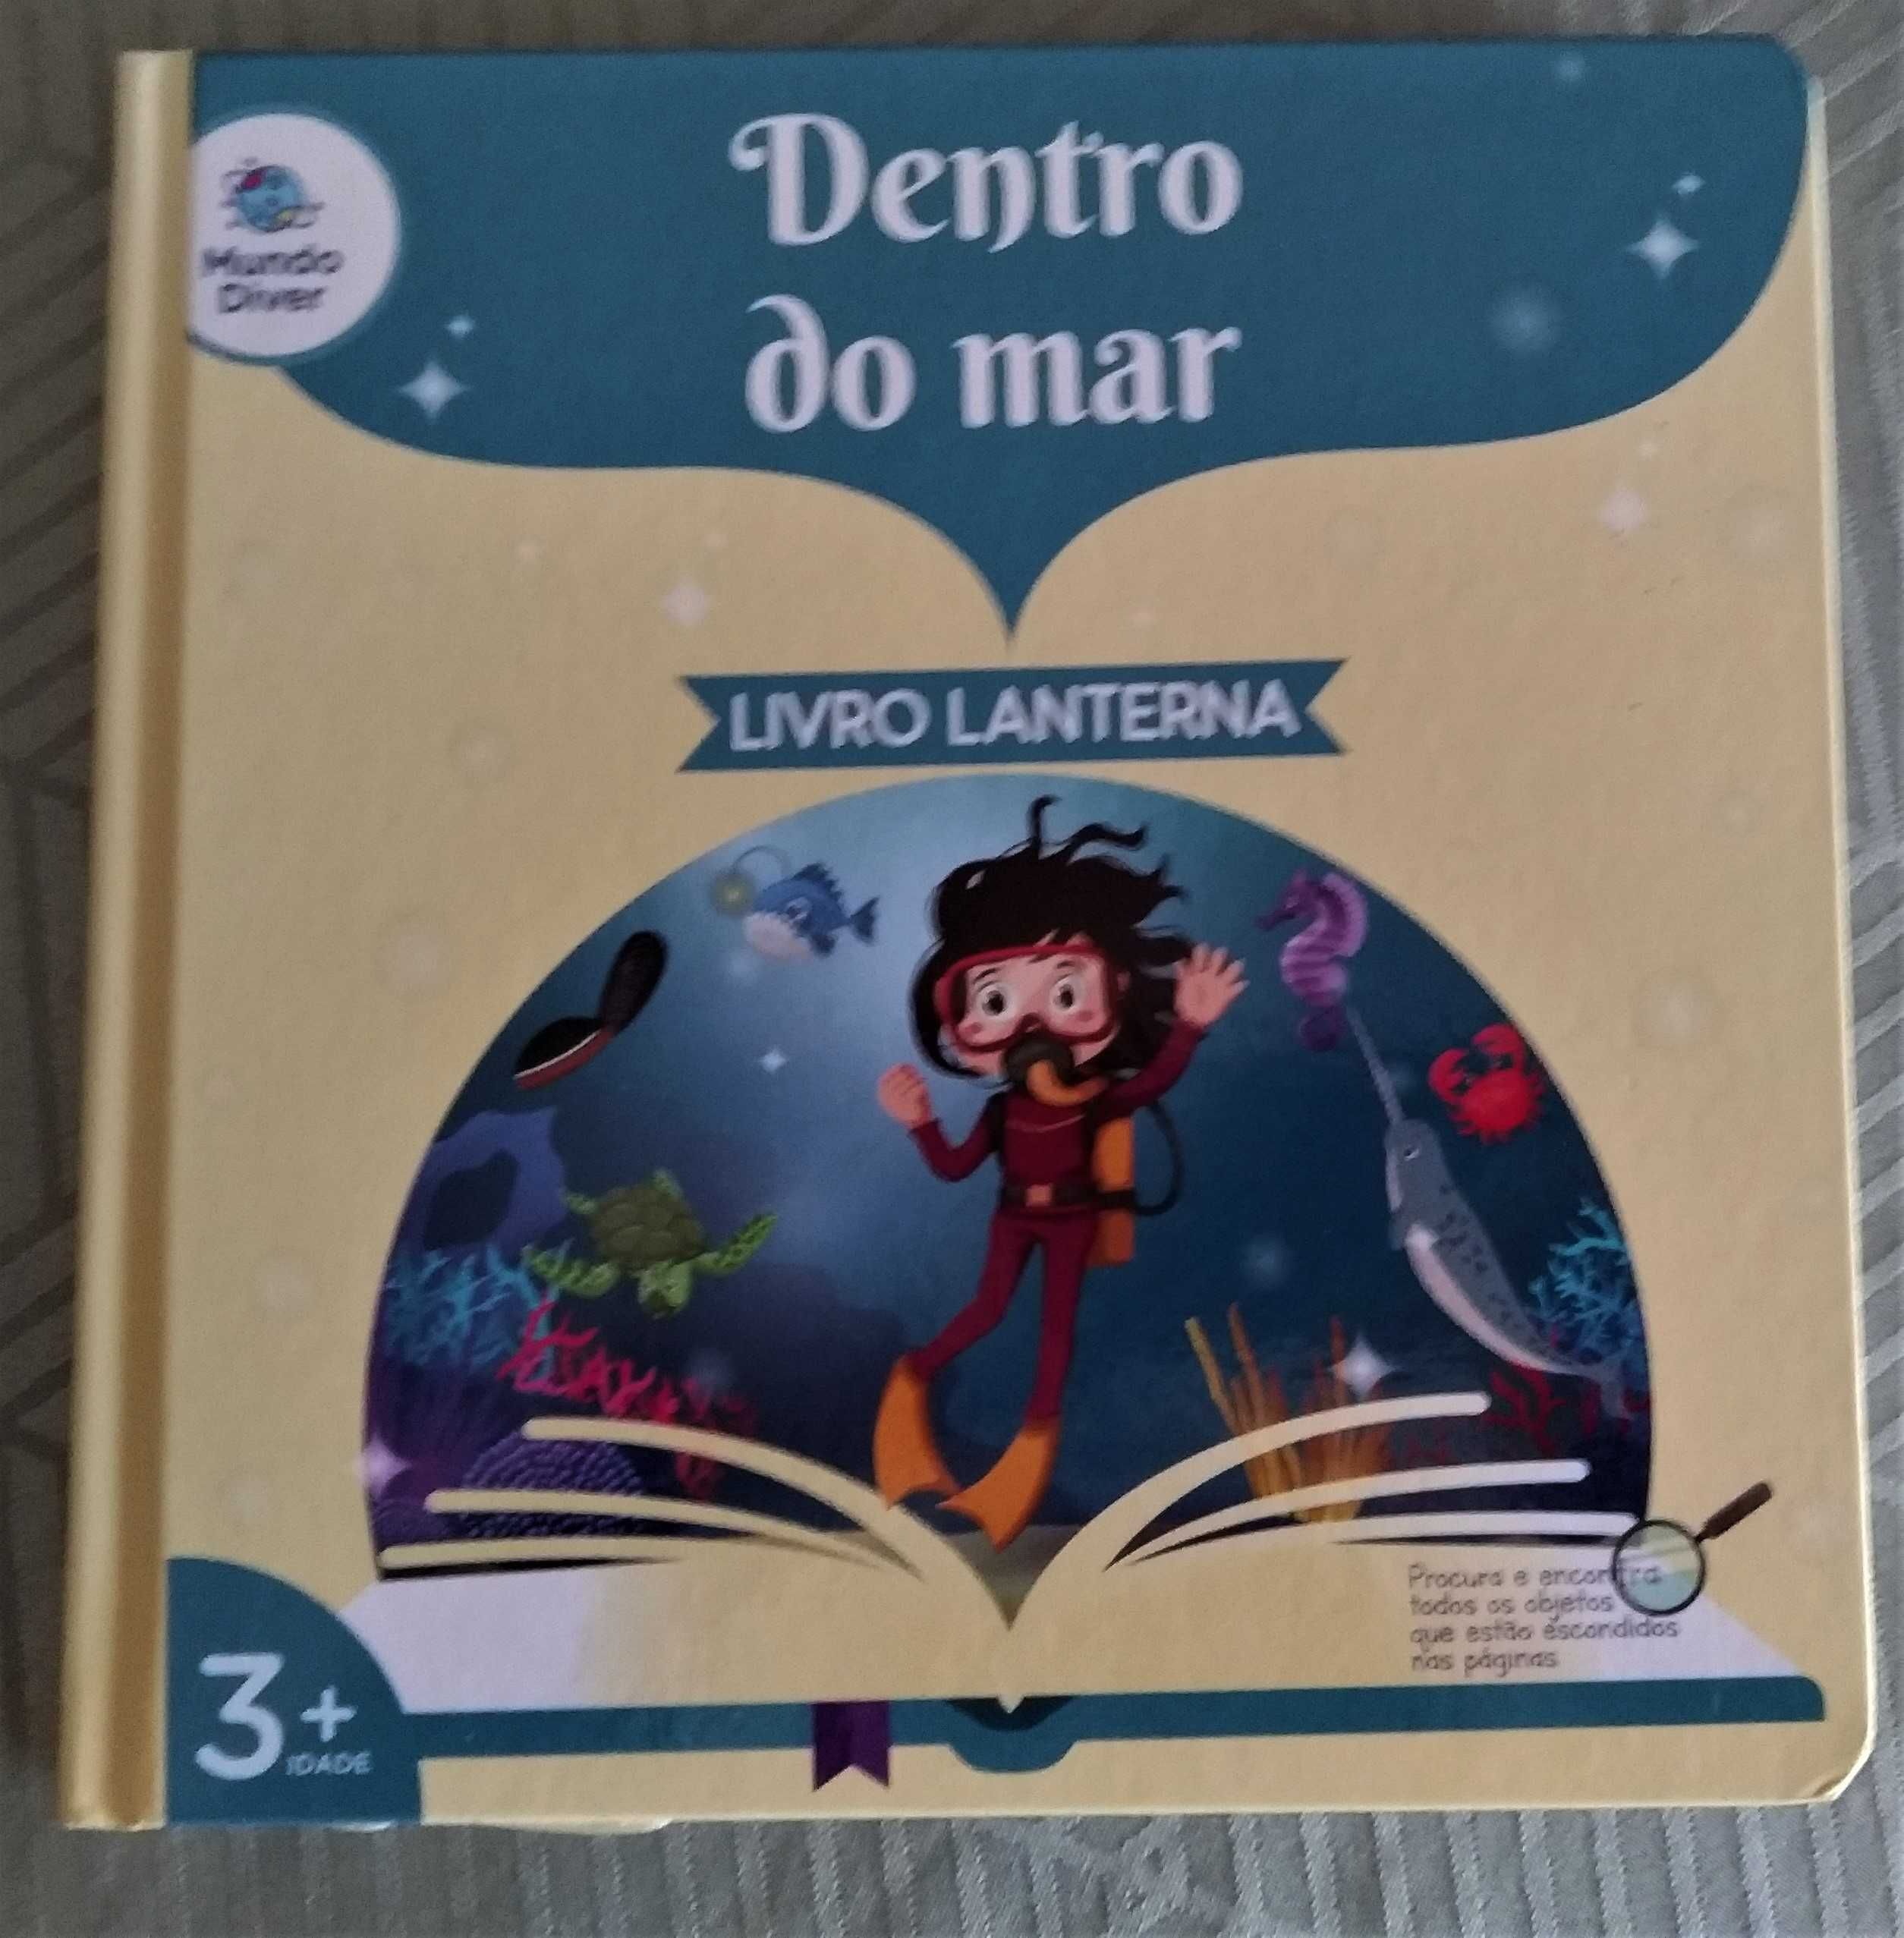 Mundo
Diver
Dentro
do mar
LIVRO LANTERNA
Procura e encontra
todos os objetos
que estão escondidos
nas páginas
3+
IDADE